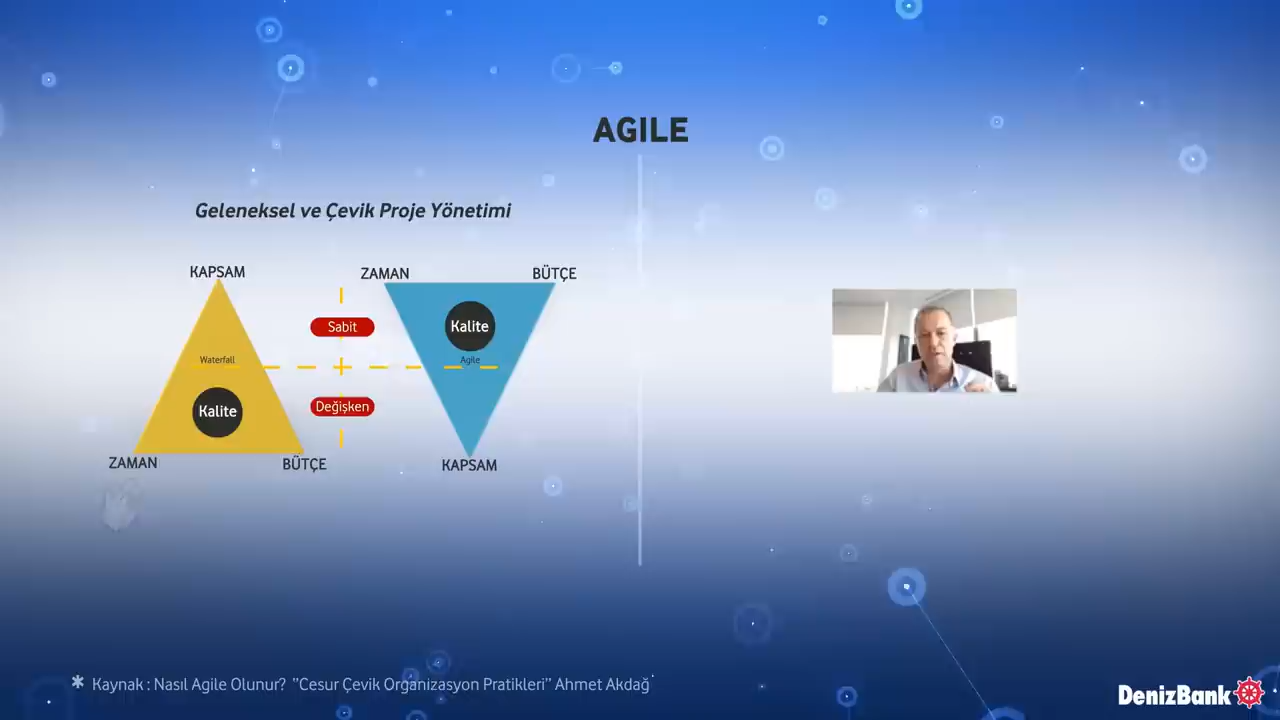 AGILE
Geleneksel ve Çevik Proje Yönetimi
KAPSAM
ZAMAN
BÜTÇE
Sabit
Kalite
Waterfall
Agile
Kalite
Değişken
ZAMAN
BÜTÇE
KAPSAM
* Kaynak : Nasıl Agile Olunur? "Cesur Çevik Organizasyon Pratikleri" Ahmet Akdağ
DenizBank